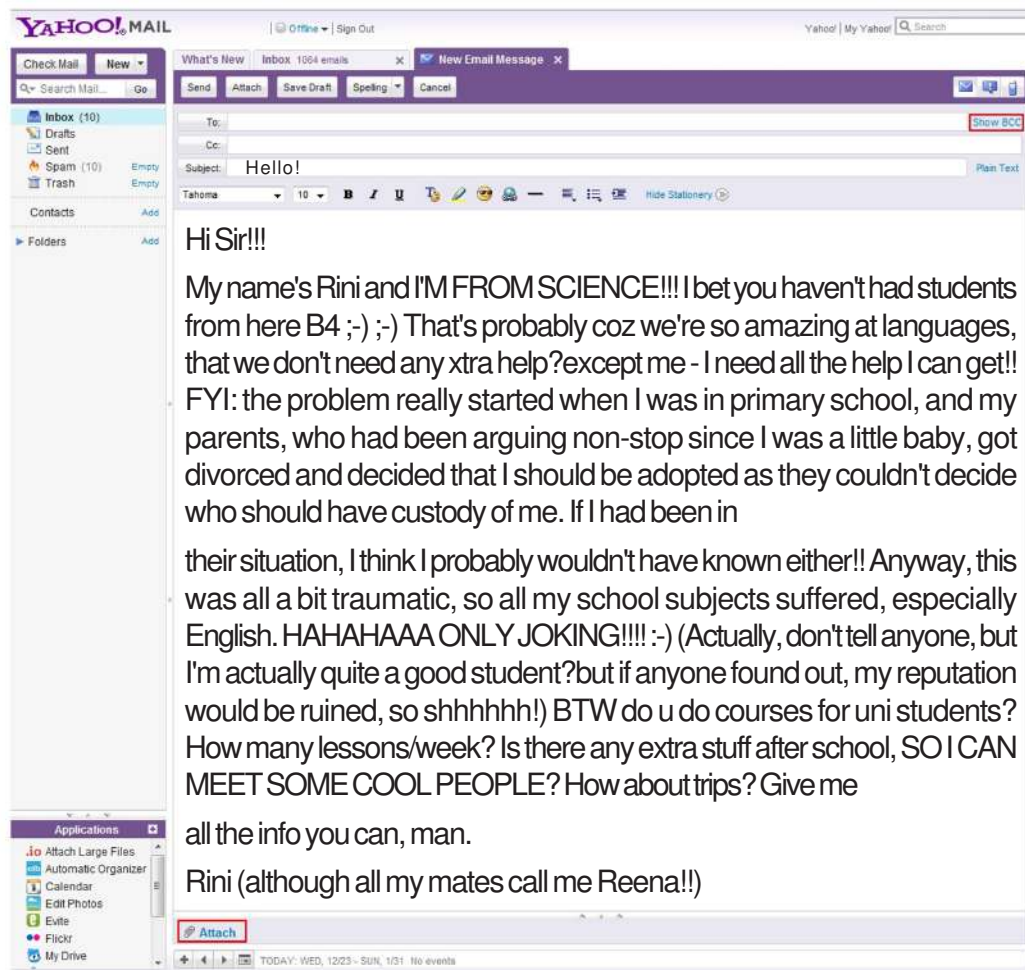 YAHOO! MAIL
Offline | Sign Out
Yahoo! | My Yahoo!
Search
Check Mail
New
Search Mail...
Go
What's New
Inbox 1064 emails
x
New Email Message x
Send
Attach
Save Draft
Spelling
Cancel
Inbox (10)
Drafts
Sent
Spam (10) Empty
Trash Empty
Contacts Add
Folders Add
To:
Show BCC
Cc:
Subject: Hello!
Plain Text
Tahoma 10 B I U
Hide Stationery
Hi Sir!!!
My name's Rini and I'M FROM SCIENCE!!! I bet you haven't had students
from here B4 ;-) ;-) That's probably coz we're so amazing at languages,
that we don't need any xtra help?except me - I need all the help I can get!!
FYI: the problem really started when I was in primary school, and my
parents, who had been arguing non-stop since I was a little baby, got
divorced and decided that I should be adopted as they couldn't decide
who should have custody of me. If I had been in
their situation, I think I probably wouldn't have known either!! Anyway, this
was all a bit traumatic, so all my school subjects suffered, especially
English. HAHAHAAA ONLY JOKING!!!! :-) (Actually, don't tell anyone, but
I'm actually quite a good student?but if anyone found out, my reputation
would be ruined, so shhhhhh!) BTW do u do courses for uni students?
How many lessons/week? Is there any extra stuff after school, SO I CAN
MEET SOME COOL PEOPLE? How about trips? Give me
all the info you can, man.
Rini (although all my mates call me Reena!!)
Applications
.io Attach Large Files
Automatic Organizer
Calendar
Edit Photos
Evite
Flickr
My Drive
Attach
TODAY: WED, 12/23 - SUN, 1/31 No events